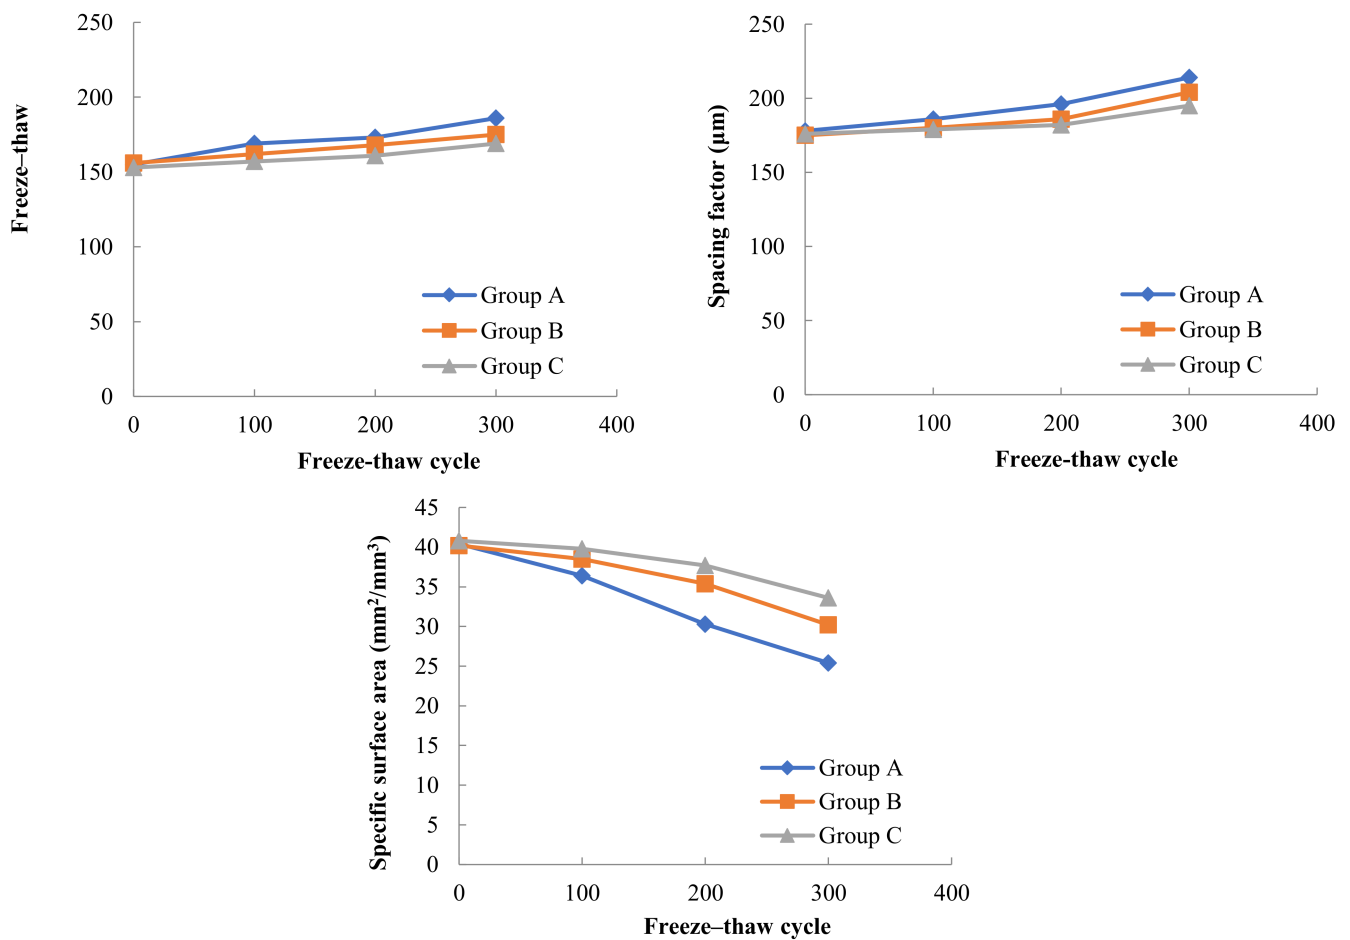 250
200
150
100
50
0
Freeze–thaw
Group A
Group B
Group C
0 100 200 300 400
Freeze-thaw cycle
250
200
150
100
50
0
Spacing factor (μm)
Group A
Group B
Group C
0 100 200 300 400
Freeze-thaw cycle
45
40
35
30
25
20
15
10
5
0
Specific surface area (mm²/mm³)
Group A
Group B
Group C
0 100 200 300 400
Freeze–thaw cycle